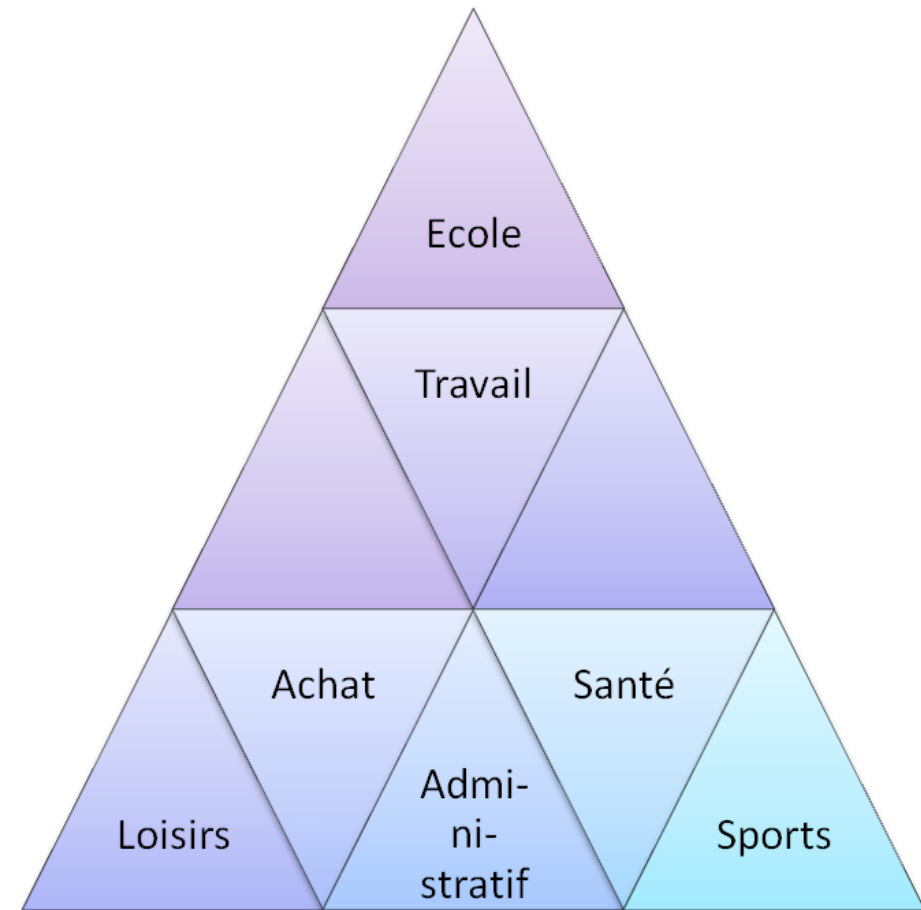 Ecole
Travail
Achat
Santé
Loisirs
Admi-
ni-
stratif
Sports